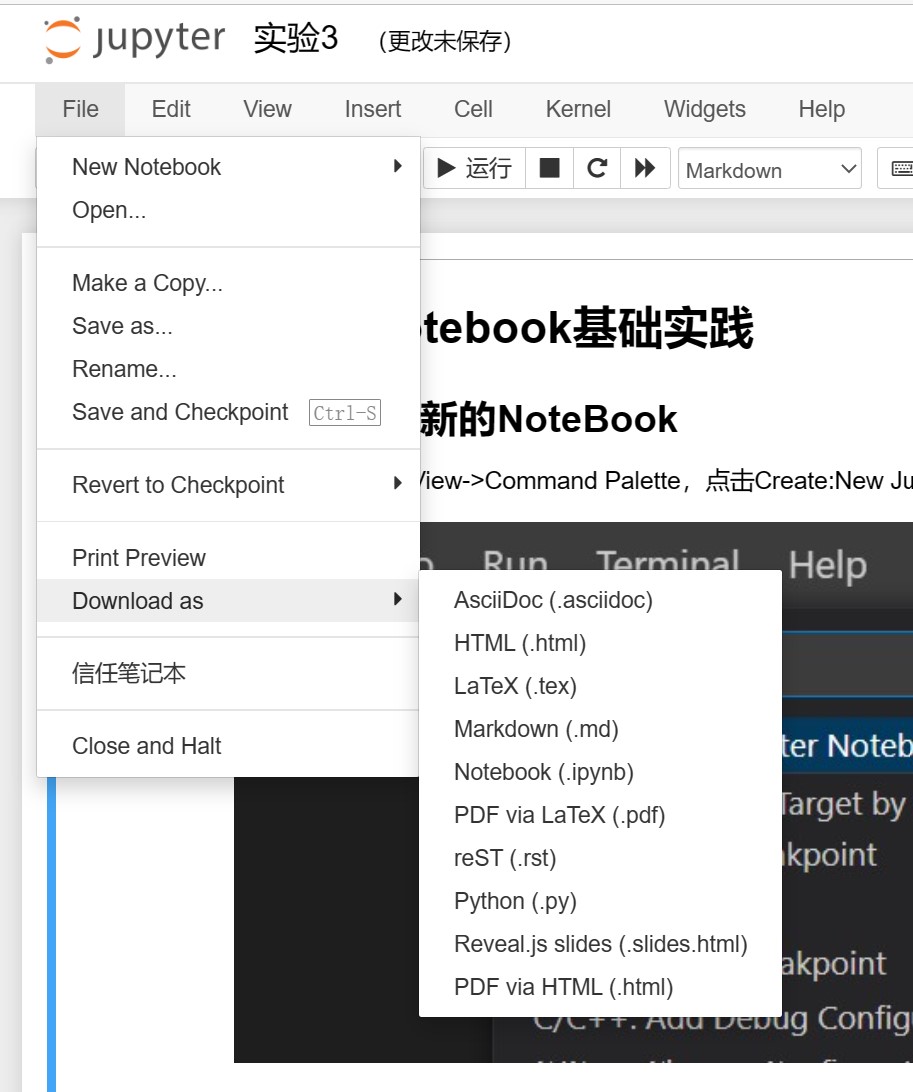 jupyter 实验3 (更改未保存)
File Edit View Insert Cell Kernel Widgets Help
New Notebook
运行
Markdown
Open...
Make a Copy...
Save as...
Rename...
Save and Checkpoint Ctrl-S
Revert to Checkpoint
Print Preview
Download as
信任笔记本
Close and Halt
tebook基础实践
新的NoteBook
View->Command Palette，点击Create:New Ju
Run Terminal Help
AsciiDoc (.asciidoc)
HTML (.html)
LaTeX (.tex)
Markdown (.md)
Notebook (.ipynb)
PDF via LaTeX (.pdf)
reST (.rst)
Python (.py)
Reveal.js slides (.slides.html)
PDF via HTML (.html)
ter Noteb
Target by
kpoint
akpoint
C/C++: Add Debug Config